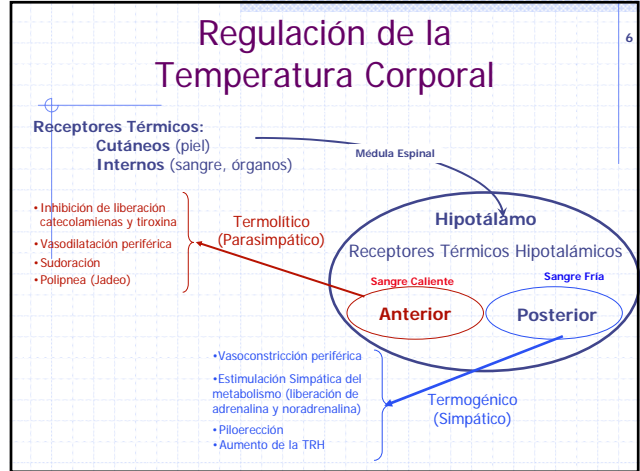 Regulación de la
Temperatura Corporal
6
Receptores Térmicos:
Cutáneos (piel)
Internos (sangre, órganos)
Médula Espinal
•Inhibición de liberación
catecolamienas y tiroxina
•Vasodilatación periférica
•Sudoración
•Polipnea (Jadeo)
Termolítico
(Parasimpático)
Hipotálamo
Receptores Térmicos Hipotalámicos
Sangre Caliente
Anterior
Sangre Fría
Posterior
•Vasoconstricción periférica
•Estimulación Simpática del
metabolismo (liberación de
adrenalina y noradrenalina)
•Piloerección
•Aumento de la TRH
Termogénico
(Simpático)